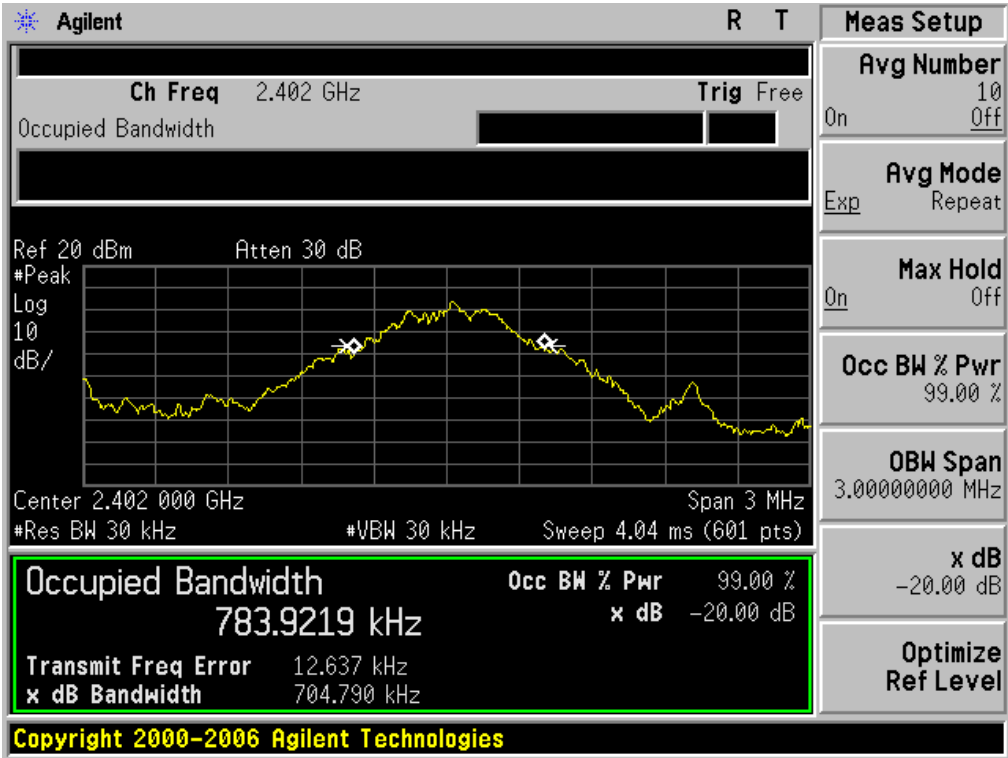 Agilent R T
Ch Freq 2.402 GHz Trig Free
Occupied Bandwidth
Ref 20 dBm Atten 30 dB
#Peak
Log
10
dB/
Center 2.402 000 GHz Span 3 MHz
#Res BW 30 kHz #VBW 30 kHz Sweep 4.04 ms (601 pts)
Occupied Bandwidth Occ BW % Pwr 99.00 %
783.9219 kHz x dB -20.00 dB
Transmit Freq Error 12.637 kHz
x dB Bandwidth 704.790 kHz
Copyright 2000-2006 Agilent Technologies
Meas Setup
Avg Number
10
On Off
Avg Mode
Exp Repeat
Max Hold
On Off
Occ BW % Pwr
99.00 %
OBW Span
3.00000000 MHz
x dB
-20.00 dB
Optimize
Ref Level